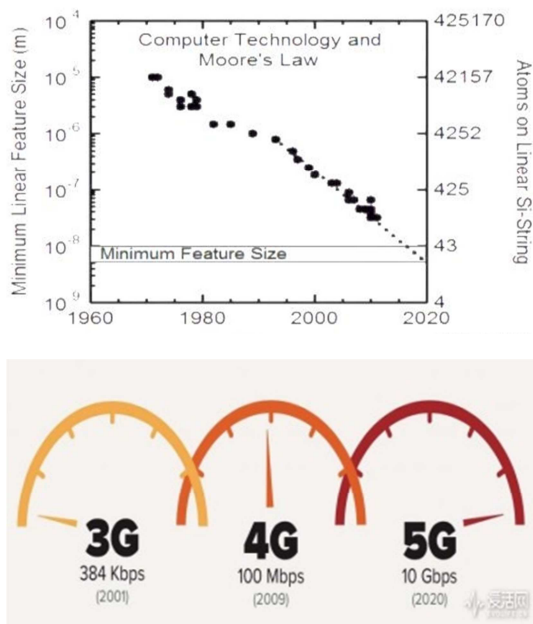 Computer Technology and
Moore's Law
Minimum Linear Feature Size (m)
10⁻⁴
10⁻⁵
10⁻⁶
10⁻⁷
10⁻⁸
10⁻⁹
425170
42157
4252
425
43
4
Atoms on Linear Si-String
Minimum Feature Size
1960
1980
2000
2020
3G
384 Kbps
(2001)
4G
100 Mbps
(2009)
5G
10 Gbps
(2020)